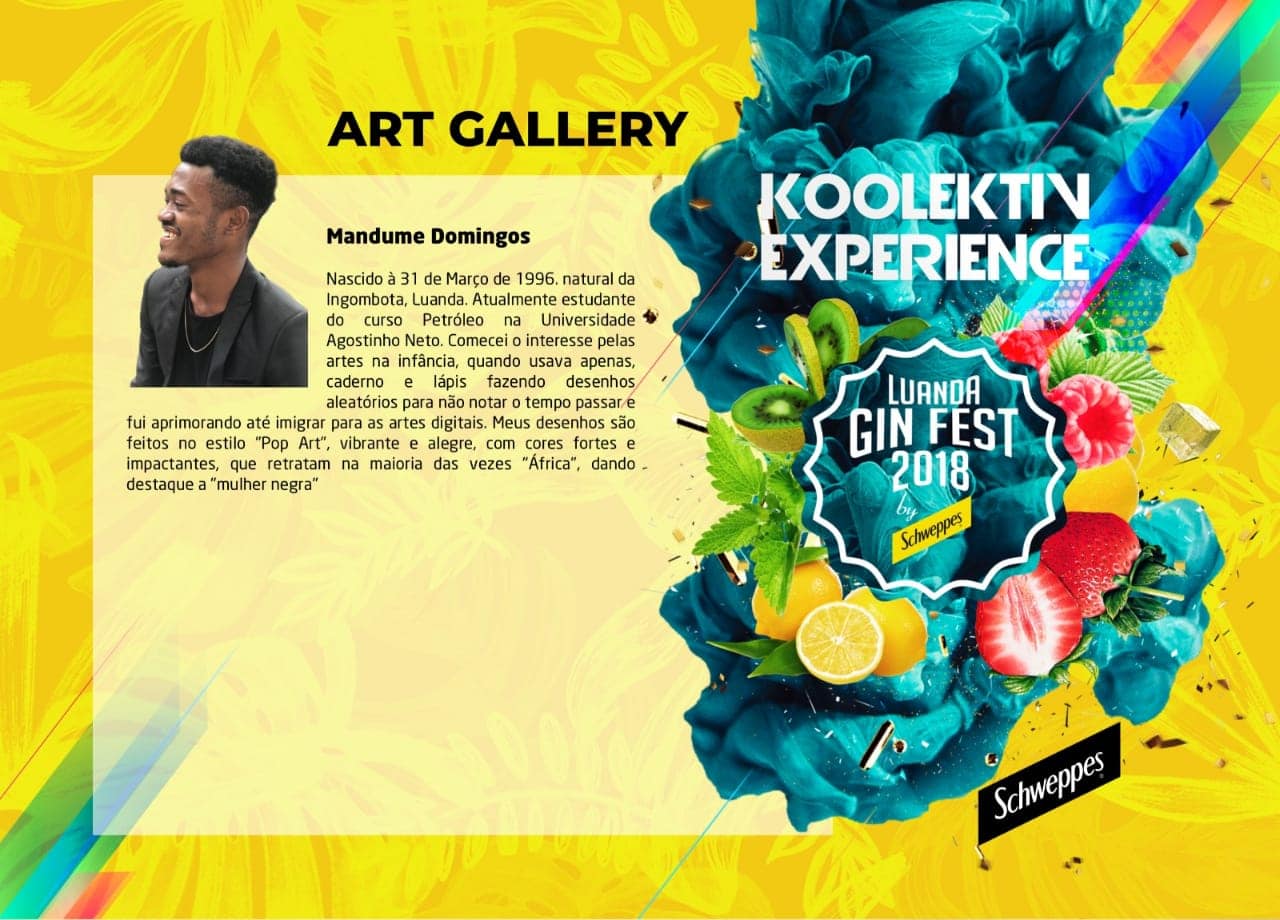 ART GALLERY
Mandume Domingos
Nascido à 31 de Março de 1996. natural da
Ingombota, Luanda. Atualmente estudante
do curso Petróleo na Universidade
Agostinho Neto. Comecei o interesse pelas
artes na infância, quando usava apenas,
caderno e lápis fazendo desenhos
aleatórios para não notar o tempo passar e
fui aprimorando até imigrar para as artes digitais. Meus desenhos são
feitos no estilo "Pop Art", vibrante e alegre, com cores fortes e
impactantes, que retratam na maioria das vezes "África", dando
destaque a "mulher negra"
KOOLEKTIV
EXPERIENCE
LUANDA
GIN FEST
2018
by
Schweppes
Schweppes